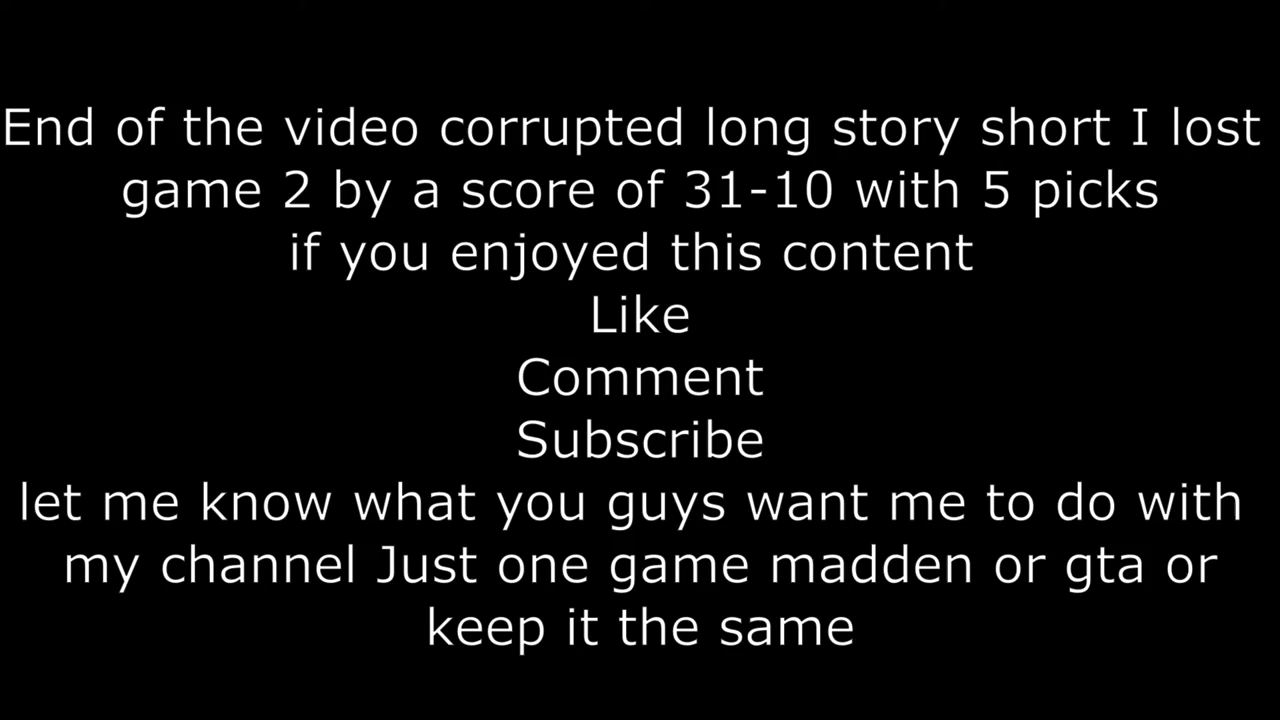 End of the video corrupted long story short I lost
game 2 by a score of 31-10 with 5 picks
if you enjoyed this content
Like
Comment
Subscribe
let me know what you guys want me to do with
my channel Just one game madden or gta or
keep it the same